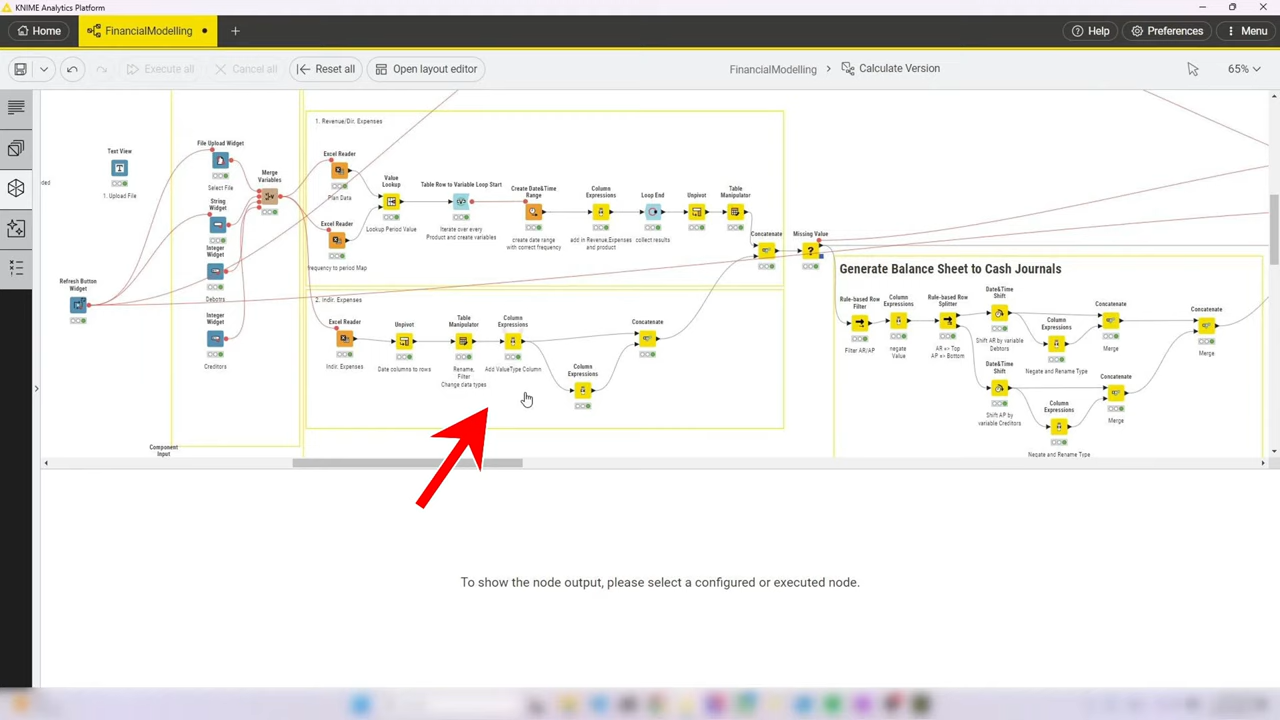 KNIME Analytics Platform
Home
FinancialModelling
Help
Preferences
Menu
Execute all
Cancel all
Reset all
Open layout editor
FinancialModelling
Calculate Version
65%
1. Revenue/Dir. Expenses
Text View
1. Upload File
File Upload Widget
Select File
Merge
Variables
String
Widget
Integer
Widget
Debotrs
Refresh Button
Widget
Integer
Widget
Creditors
Component
Input
Excel Reader
Plan Data
Excel Reader
frequency to period Map
Value
Lookup
Lookup Period Value
Table Row to Variable Loop Start
Iterate over every
Product and create variables
Create Date&Time
Range
create date range
with correct frequency
Column
Expressions
add in Revenue,Expenses
and product
Loop End
collect results
Unpivot
Table
Manipulator
Concatenate
Missing Value
2. Indir. Expenses
Excel Reader
Indir. Expenses
Unpivot
Date columns to rows
Table
Manipulator
Rename,
Filter
Change data types
Column
Expressions
Add ValueType Column
Column
Expressions
Concatenate
Generate Balance Sheet to Cash Journals
Rule-based Row
Filter
Filter AR/AP
Column
Expressions
negate
Value
Rule-based Row
Splitter
AR => Top
AP => Bottom
Date&Time
Shift
Shift AR by variable
Debtors
Column
Expressions
Negate and Rename Type
Concatenate
Merge
Date&Time
Shift
Shift AP by
variable Creditors
Column
Expressions
Negate and Rename Type
Concatenate
Merge
Concatenate
Merge
To show the node output, please select a configured or executed node.